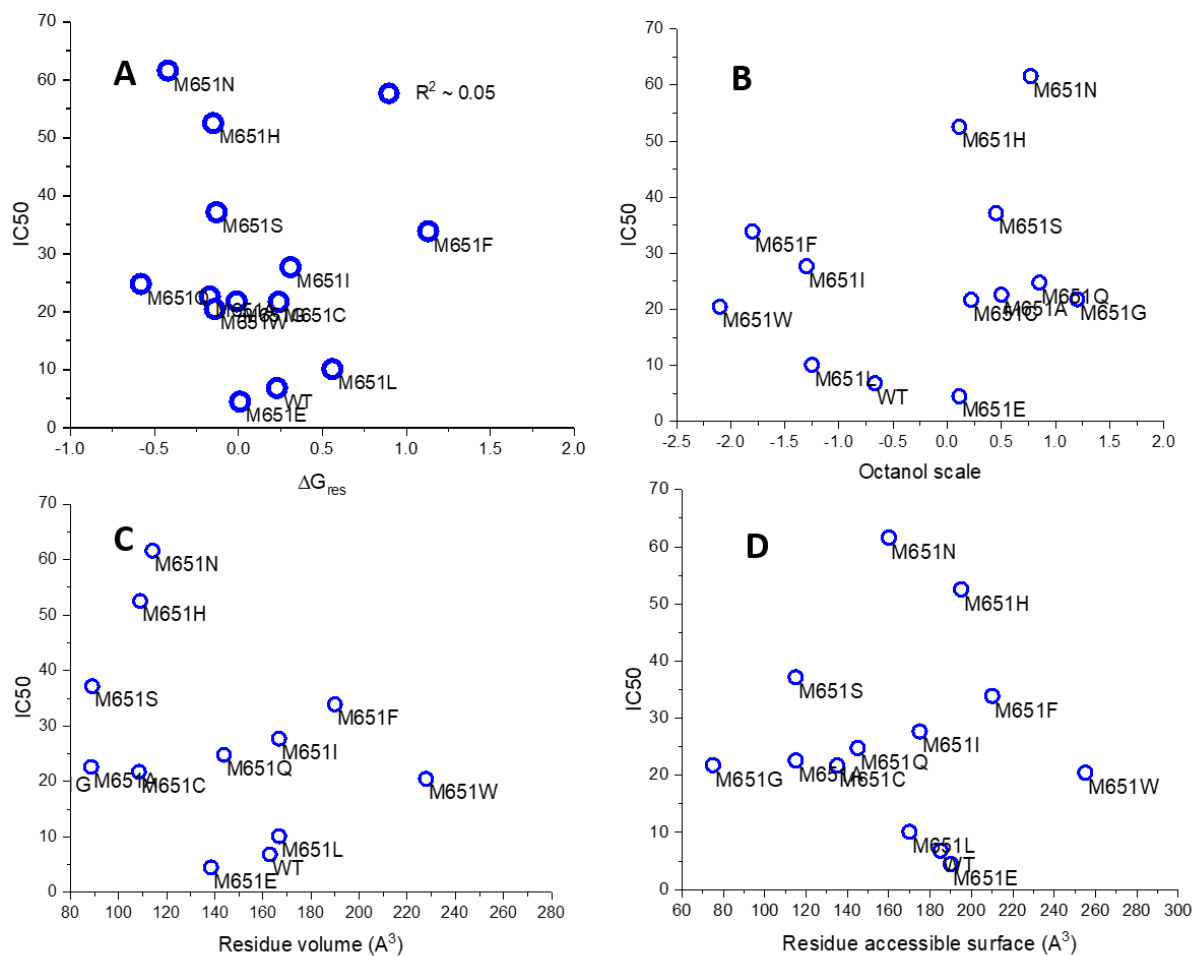 70
60
50
40
30
20
10
0
IC50
A
M651N
R² ~ 0.05
M651H
M651S
M651F
M651I
M651Q
M651A
M651G
M651C
M651W
M651L
WT
M651E
-1.0 -0.5 0.0 0.5 1.0 1.5 2.0
ΔGres
70
60
50
40
30
20
10
0
IC50
B
M651N
M651H
M651S
M651F
M651I
M651W
M651Q
M651C
M651A
M651G
M651L
WT
M651E
-2.5 -2.0 -1.5 -1.0 -0.5 0.0 0.5 1.0 1.5 2.0
Octanol scale
70
60
50
40
30
20
10
0
IC50
C
M651N
M651H
M651S
M651F
M651I
M651Q
G
M651A
M651C
M651W
M651L
WT
M651E
80 100 120 140 160 180 200 220 240 260 280
Residue volume (A³)
70
60
50
40
30
20
10
0
IC50
D
M651N
M651H
M651S
M651F
M651I
M651Q
M651G
M651A
M651C
M651W
M651L
WT
M651E
60 80 100 120 140 160 180 200 220 240 260 280 300
Residue accessible surface (A³)